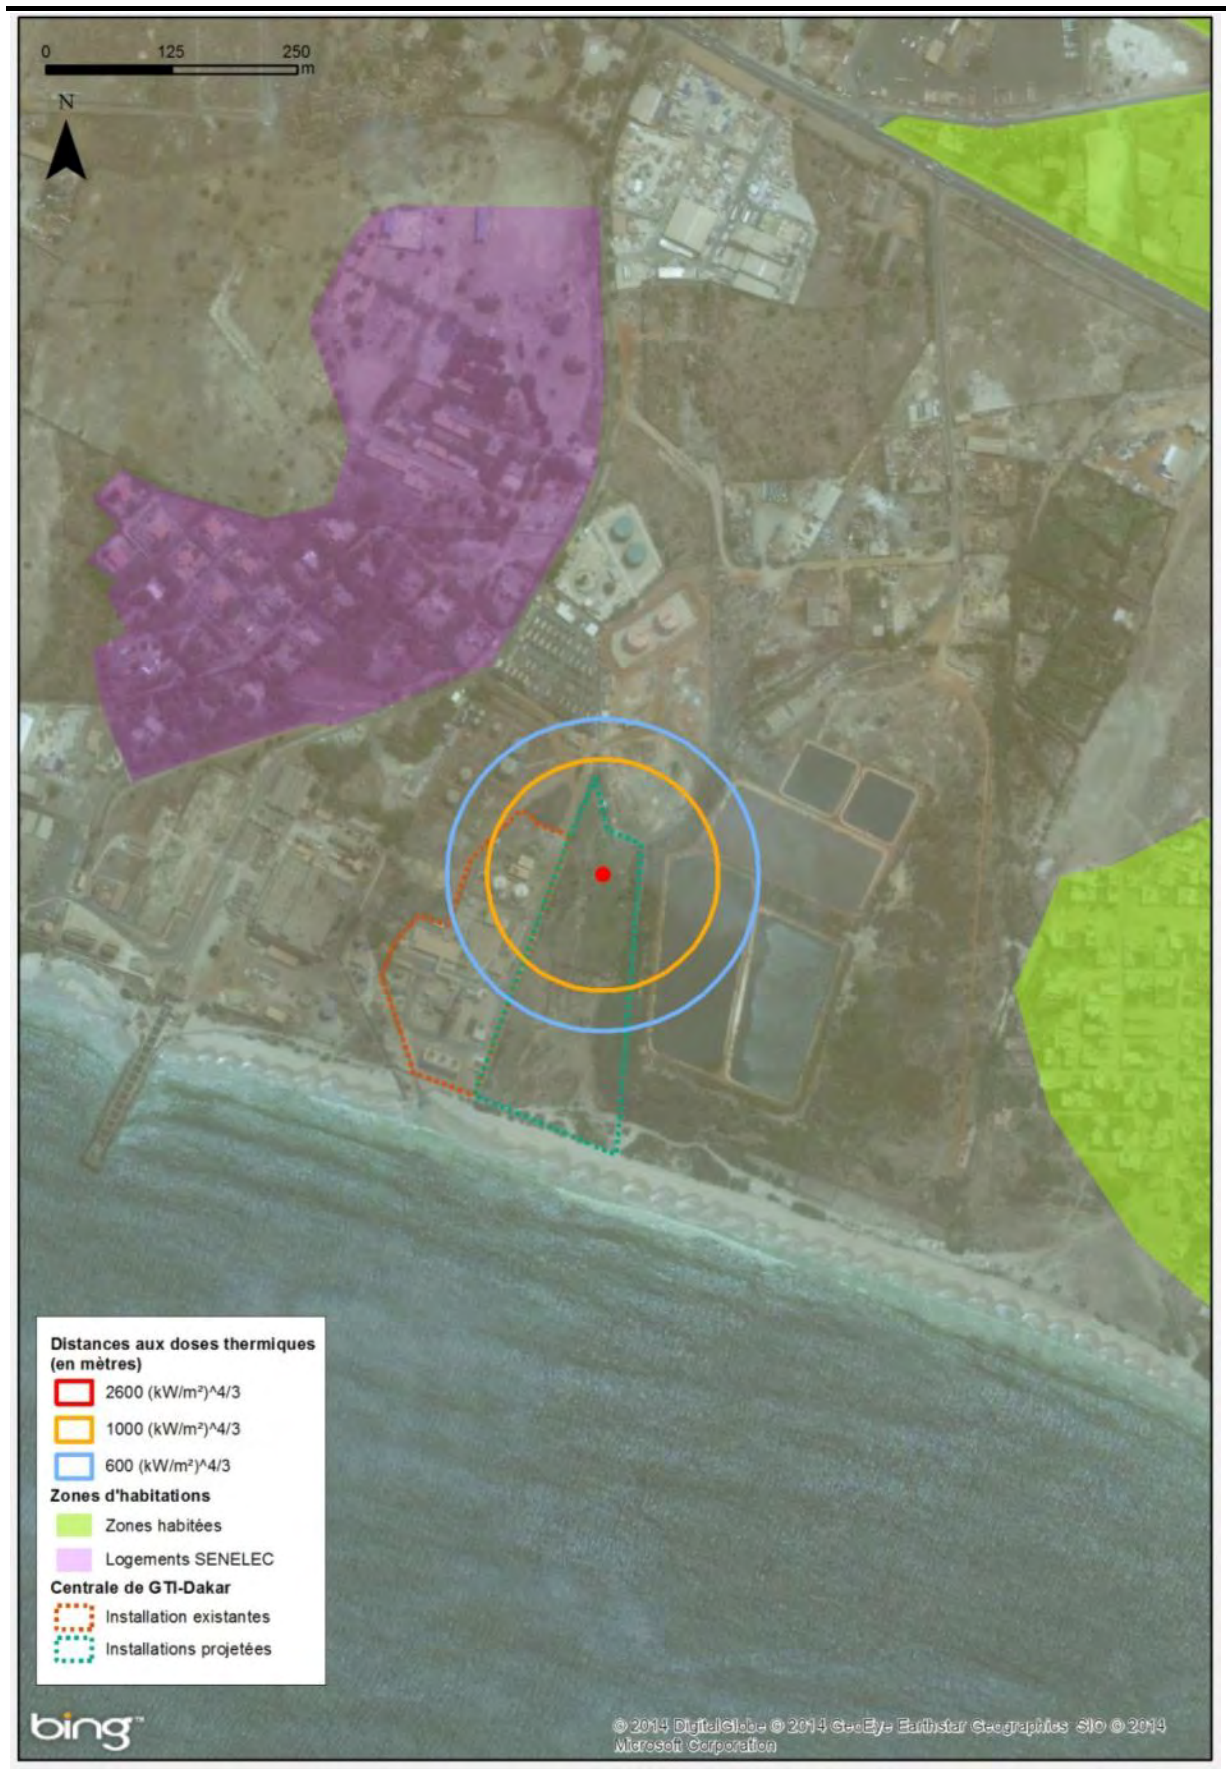 0 125 250
m
N
Distances aux doses thermiques
(en mètres)
2600 (kW/m²)^4/3
1000 (kW/m²)^4/3
600 (kW/m²)^4/3
Zones d'habitations
Zones habitées
Logements SENELEC
Centrale de GTI-Dakar
Installation existantes
Installations projetées
bing™
© 2014 DigitalGlobe © 2014 GeoEye Earthstar Geographics SIO © 2014
Microsoft Corporation